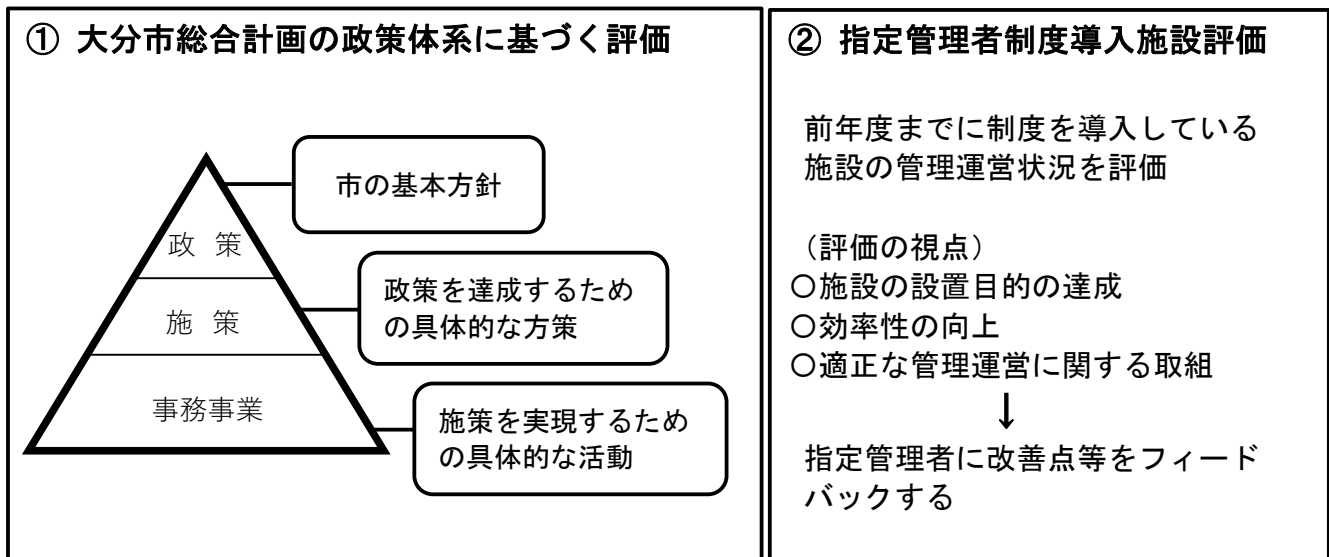 ① 大分市総合計画の政策体系に基づく評価
政 策
施 策
事務事業
市の基本方針
政策を達成するため
の具体的な方策
施策を実現するため
の具体的な活動
② 指定管理者制度導入施設評価
前年度までに制度を導入している
施設の管理運営状況を評価
（評価の視点）
○施設の設置目的の達成
○効率性の向上
○適正な管理運営に関する取組
↓
指定管理者に改善点等をフィード
バックする